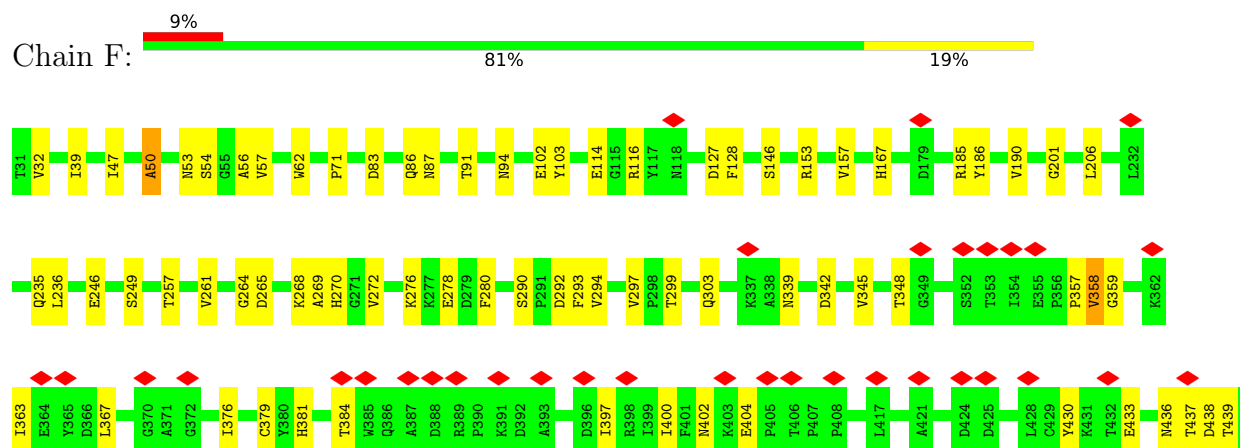 9%
Chain F:
81% 19%
T31 V32 I39 I47 A50 N53 S54 G55 A56 V57 W62 P71 D83 Q86 N87 T91 N94 E102 Y103 E114 G115 R116 Y117 N118 D127 F128 S146 R153 V157 H167 D179 R185 Y186 V190 G201 L206 L232
Q235 L236 E246 S249 T257 V261 G264 D265 K268 A269 H270 G271 V272 K276 K277 E278 D279 F280 S290 P291 D292 F293 V294 V297 P298 T299 Q303 K337 A338 N339 D342 V345 T348 G349 S352 T353 I354 E355 P356 P357 V358 G359 K362
I363 E364 Y365 D366 L367 G370 A371 G372 I376 C379 Y380 H381 T384 W385 Q386 A387 D388 R389 P390 K391 D392 A393 D396 I397 R398 I399 I400 F401 N402 K403 E404 P405 T406 P407 P408 L417 A421 D424 D425 L428 C429 Y430 K431 T432 E433 N436 T437 D438 T439